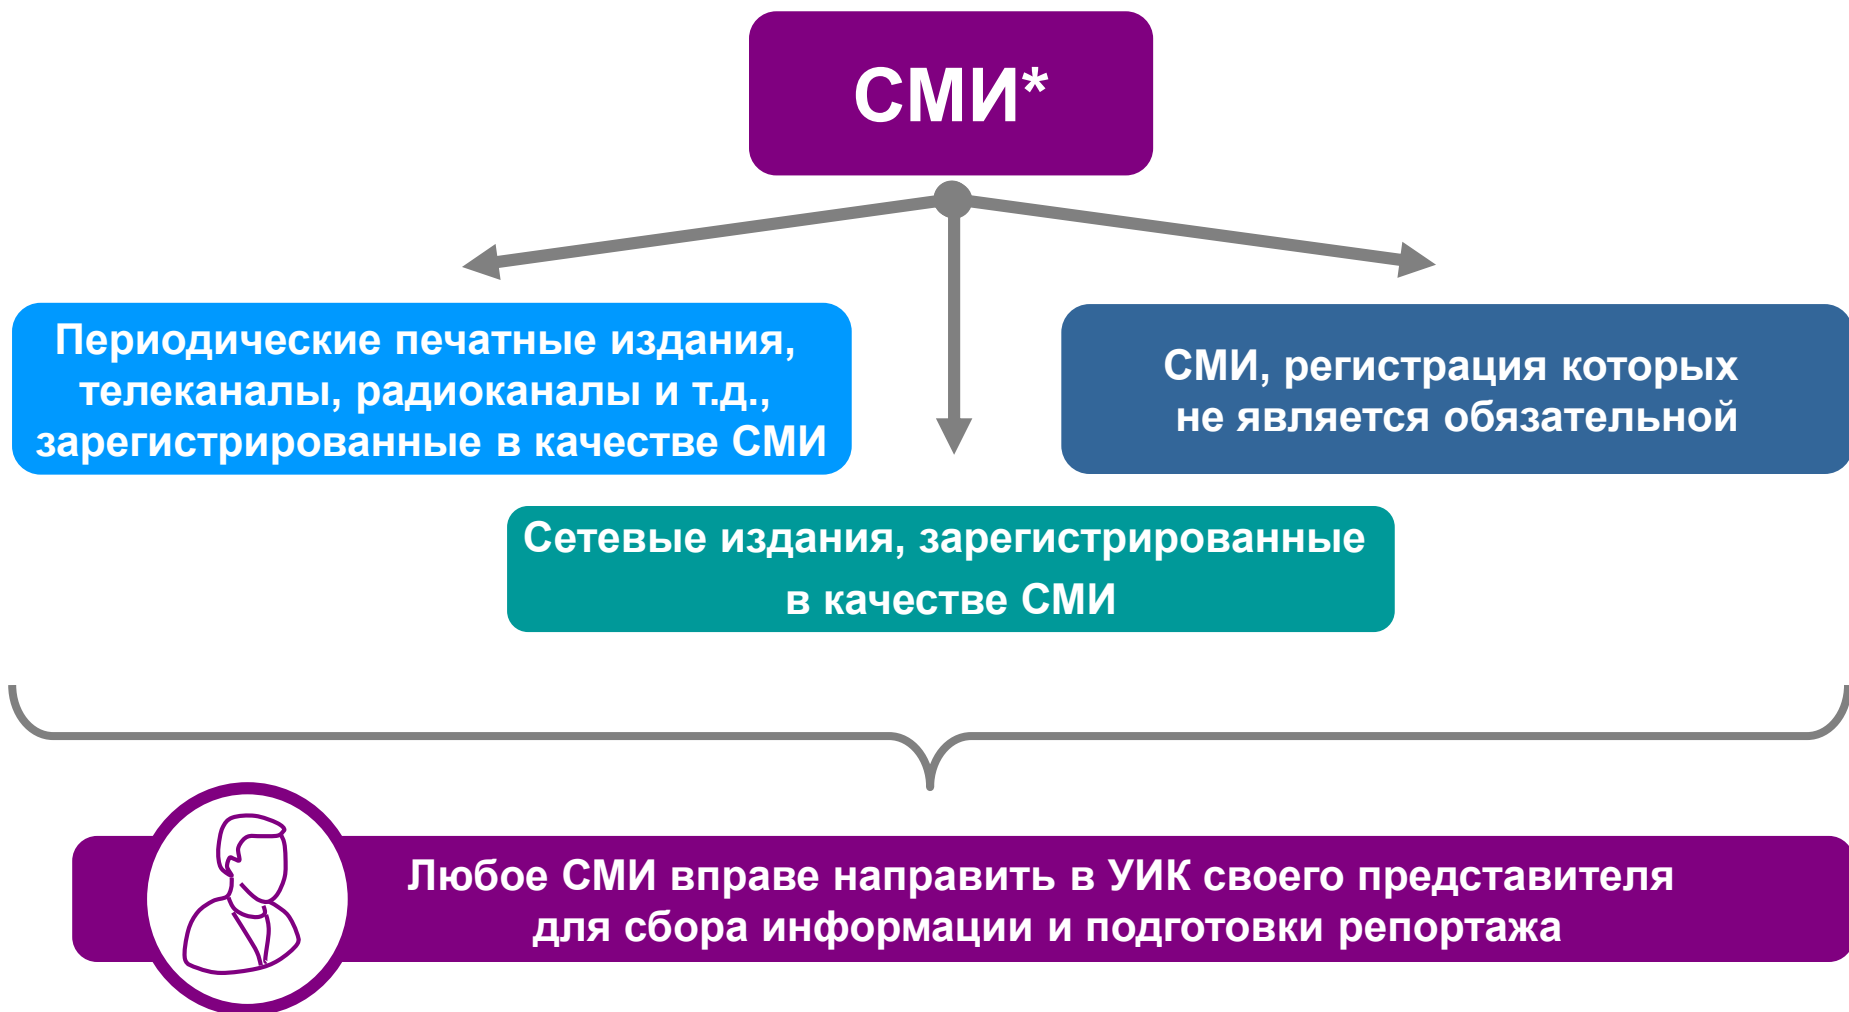 СМИ*
Периодические печатные издания,
телеканалы, радиоканалы и т.д.,
зарегистрированные в качестве СМИ
СМИ, регистрация которых
не является обязательной
Сетевые издания, зарегистрированные
в качестве СМИ
Любое СМИ вправе направить в УИК своего представителя
для сбора информации и подготовки репортажа